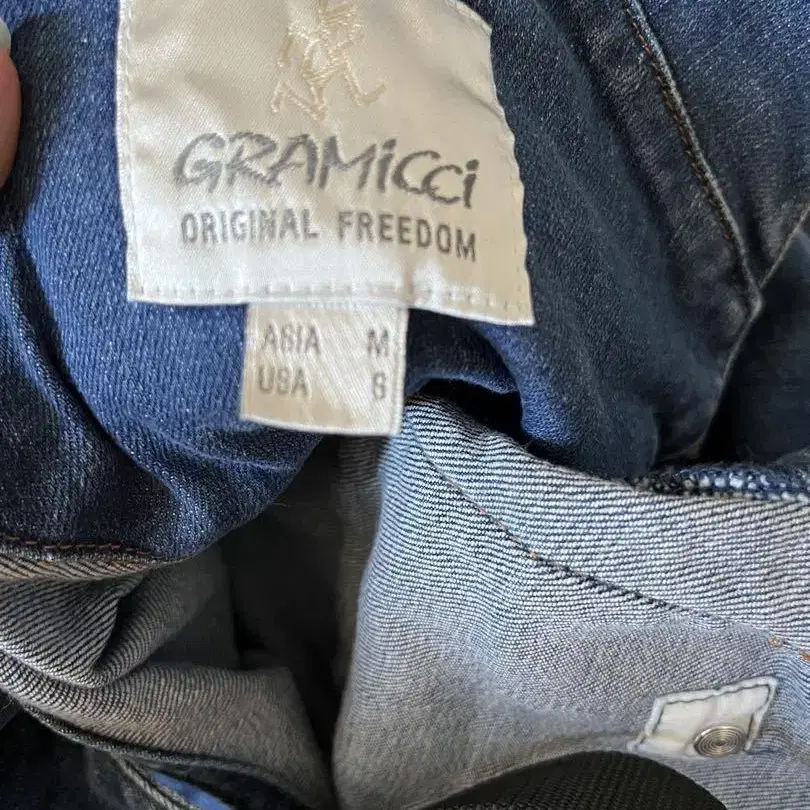 GRAMiCCi
ORIGINAL FREEDOM
ASIA M
USA S